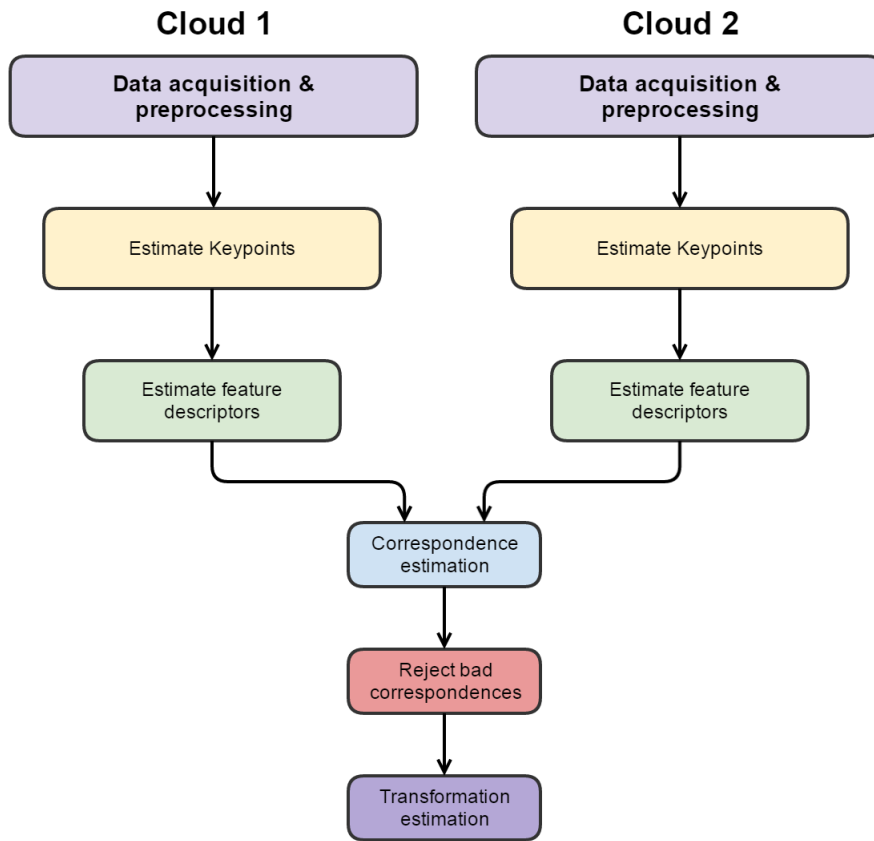 Cloud 1
Cloud 2
Data acquisition &
preprocessing
Data acquisition &
preprocessing
Estimate Keypoints
Estimate Keypoints
Estimate feature
descriptors
Estimate feature
descriptors
Correspondence
estimation
Reject bad
correspondences
Transformation
estimation